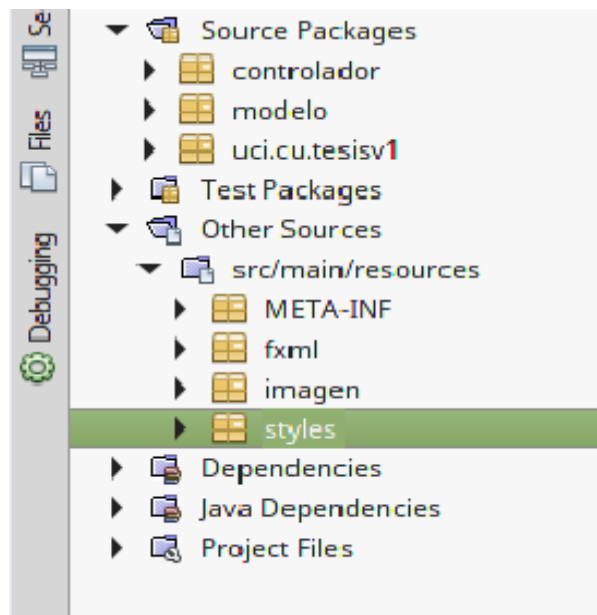 Se
Files
Debugging
Source Packages
controlador
modelo
uci.cu.tesisv1
Test Packages
Other Sources
src/main/resources
META-INF
fxml
imagen
styles
Dependencies
Java Dependencies
Project Files